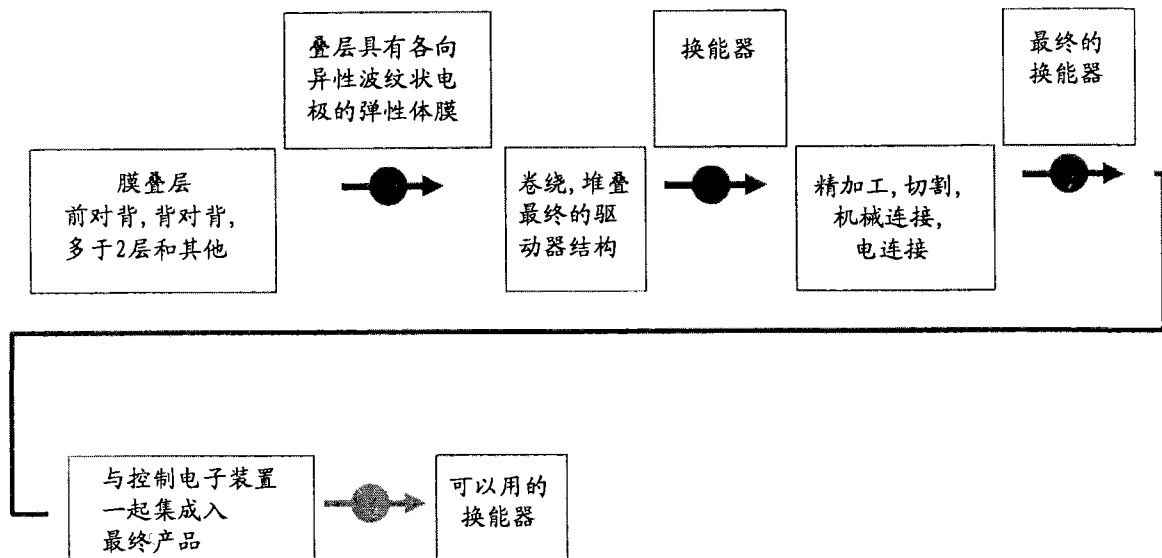 叠层具有各向
异性波纹状电
极的弹性体膜
换能器
最终的
换能器
膜叠层
前对背,背对背,
多于2层和其他
卷绕,堆叠
最终的驱
动器结构
精加工,切割,
机械连接,
电连接
与控制电子装置
一起集成入
最终产品
可以用的
换能器